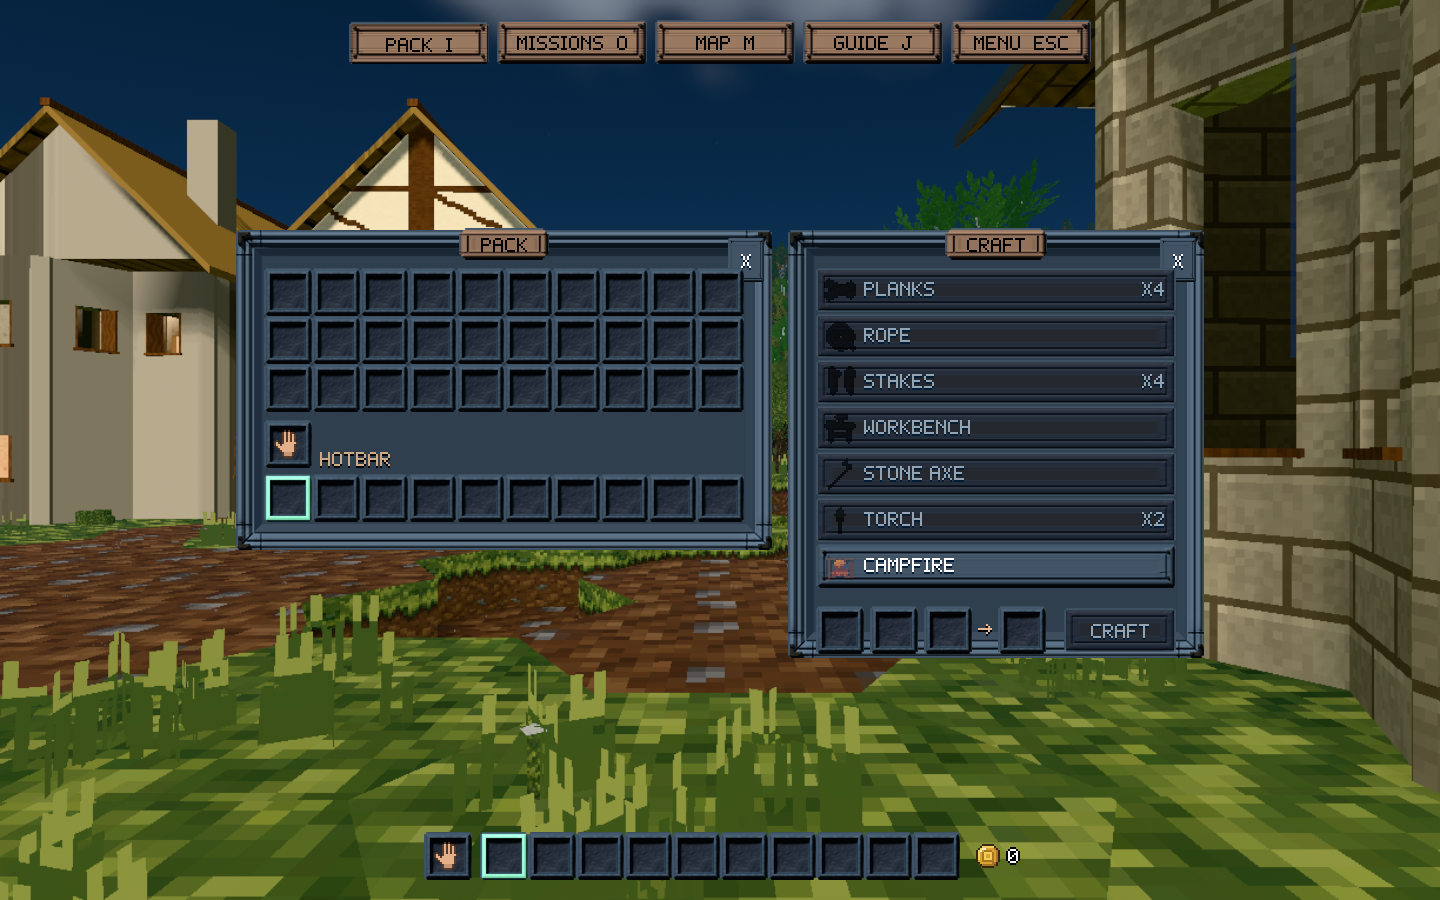 PACK I
MISSIONS O
MAP M
GUIDE J
MENU ESC
PACK
X
HOTBAR
CRAFT
X
PLANKS X4
ROPE
STAKES X4
WORKBENCH
STONE AXE
TORCH X2
CAMPFIRE
CRAFT
0